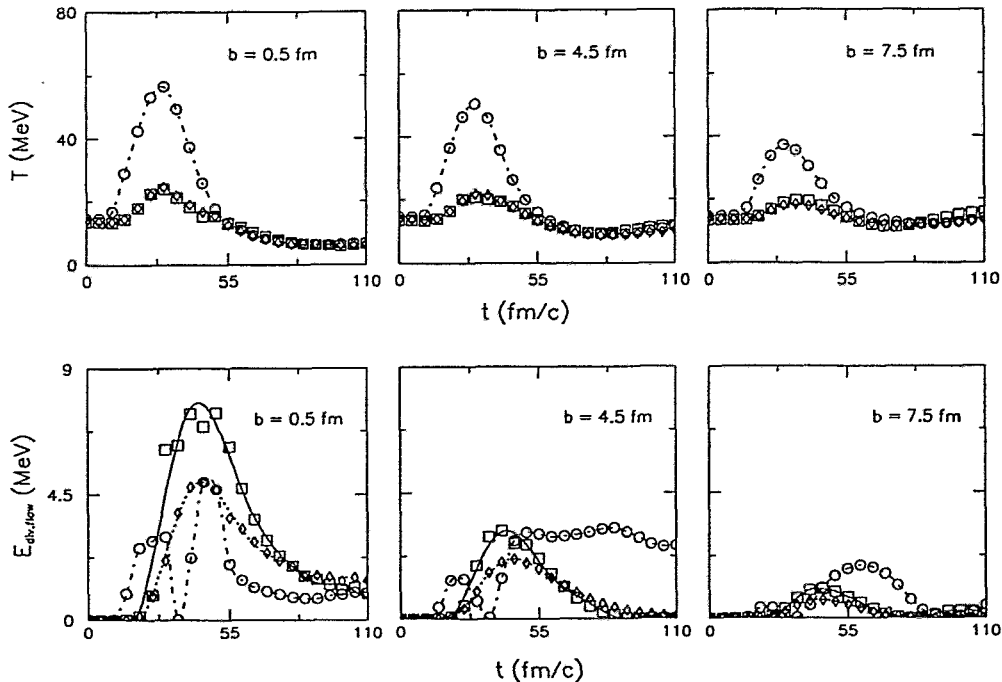 80
40
0
T (MeV)
b = 0.5 fm
b = 4.5 fm
b = 7.5 fm
0 55 110
0 55 110
0 55 110
t (fm/c)
9
4.5
0
E div,flow (MeV)
b = 0.5 fm
b = 4.5 fm
b = 7.5 fm
0 55 110
0 55 110
0 55 110
t (fm/c)